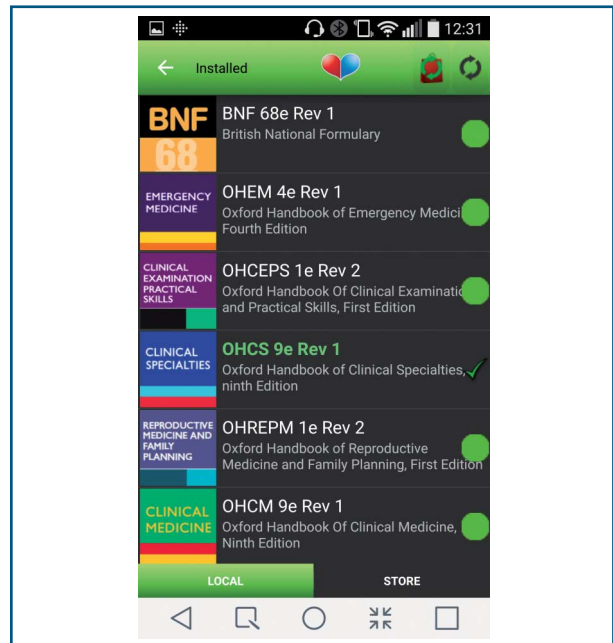 12:31
Installed
BNF
68
BNF 68e Rev 1
British National Formulary
EMERGENCY
MEDICINE
OHEM 4e Rev 1
Oxford Handbook of Emergency Medici
Fourth Edition
CLINICAL
EXAMINATION
PRACTICAL
SKILLS
OHCEPS 1e Rev 2
Oxford Handbook Of Clinical Examinatio
and Practical Skills, First Edition
CLINICAL
SPECIALTIES
OHCS 9e Rev 1
Oxford Handbook of Clinical Specialties,
ninth Edition
REPRODUCTIVE
MEDICINE AND
FAMILY
PLANNING
OHREPM 1e Rev 2
Oxford Handbook of Reproductive
Medicine and Family Planning, First Edition
CLINICAL
MEDICINE
OHCM 9e Rev 1
Oxford Handbook Of Clinical Medicine,
Ninth Edition
LOCAL STORE